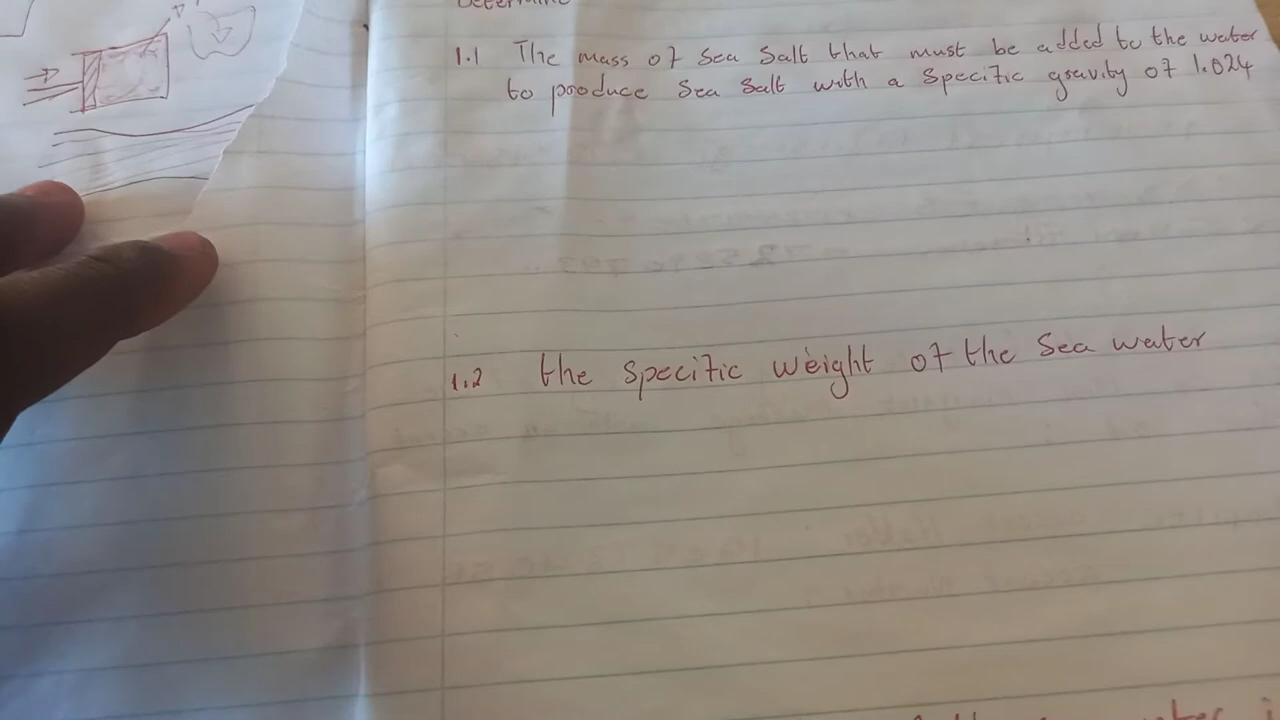 Determine
1.1 The mass of sea salt that must be added to the water
to produce sea salt with a specific gravity of 1.024
1.2 the specific weight of the sea water